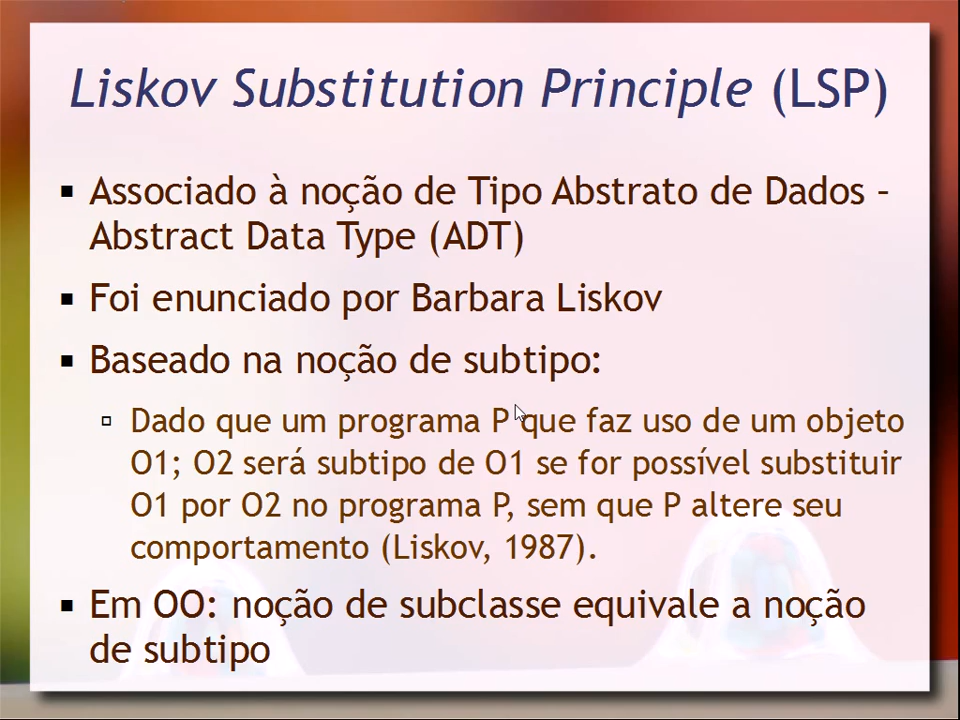 Liskov Substitution Principle (LSP)
Associado à noção de Tipo Abstrato de Dados –
Abstract Data Type (ADT)
Foi enunciado por Barbara Liskov
Baseado na noção de subtipo:
Dado que um programa P que faz uso de um objeto
O1; O2 será subtipo de O1 se for possível substituir
O1 por O2 no programa P, sem que P altere seu
comportamento (Liskov, 1987).
Em OO: noção de subclasse equivale a noção
de subtipo